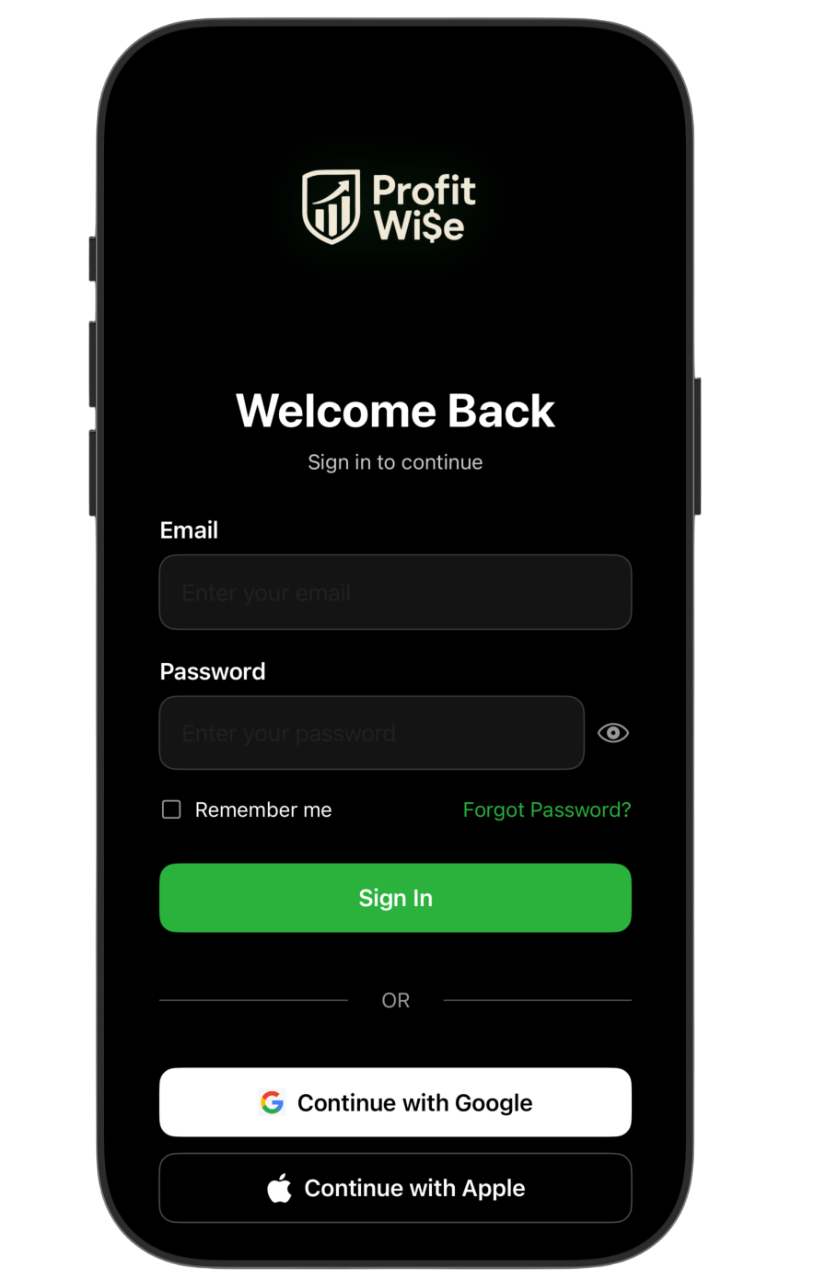 Profit
Wi$e
Welcome Back
Sign in to continue
Email
Enter your email
Password
Enter your password
Remember me
Forgot Password?
Sign In
OR
Continue with Google
Continue with Apple